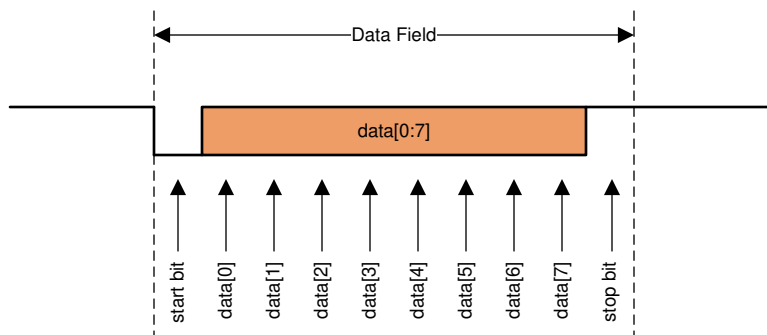 Data Field
data[0:7]
start bit
data[0]
data[1]
data[2]
data[3]
data[4]
data[5]
data[6]
data[7]
stop bit